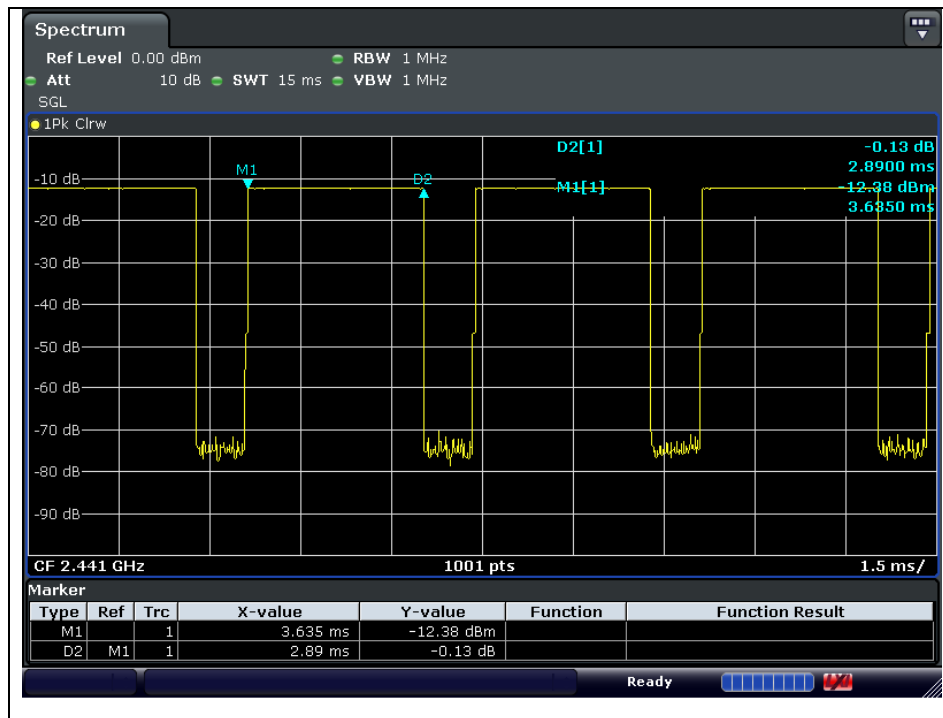 Spectrum
Ref Level 0.00 dBm RBW 1 MHz
Att 10 dB SWT 15 ms VBW 1 MHz
SGL
1Pk Clrw
D2[1] -0.13 dB
2.8900 ms
M1[1] -12.38 dBm
3.6350 ms
M1
D2
-10 dB
-20 dB
-30 dB
-40 dB
-50 dB
-60 dB
-70 dB
-80 dB
-90 dB
CF 2.441 GHz 1001 pts 1.5 ms/
Marker
Type Ref Trc X-value Y-value Function Function Result
M1 1 3.635 ms -12.38 dBm
D2 M1 1 2.89 ms -0.13 dB
Ready